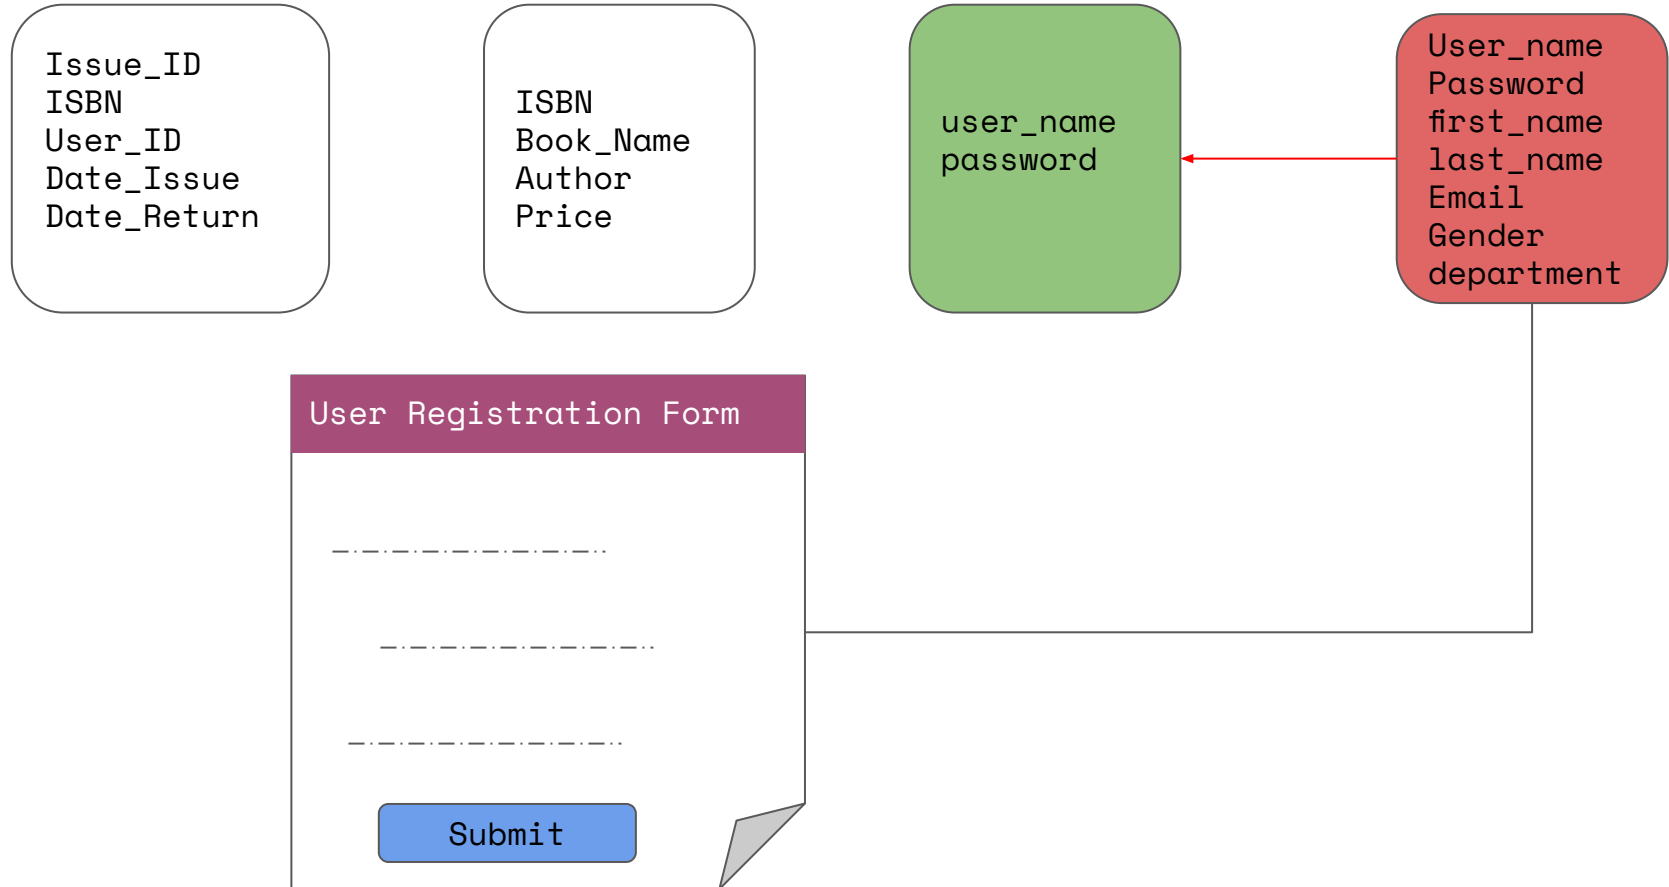 Issue_ID
ISBN
User_ID
Date_Issue
Date_Return
ISBN
Book_Name
Author
Price
user_name
password
User_name
Password
first_name
last_name
Email
Gender
department
User Registration Form
Submit